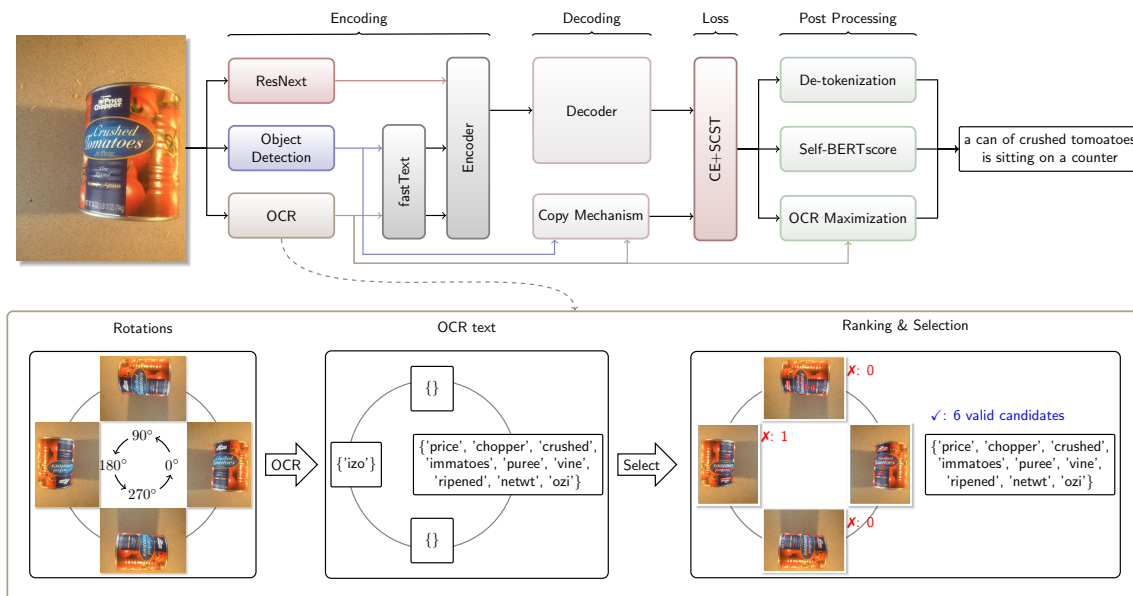 Encoding
Decoding
Loss
Post Processing
Price
Chopper
Crushed
Tomatoes
ResNext
Object
Detection
OCR
fastText
Encoder
Decoder
Copy Mechanism
CE+SCST
De-tokenization
Self-BERTscore
OCR Maximization
a can of crushed tomoatoes
is sitting on a counter
Rotations
OCR text
Ranking & Selection
90°
180°
0°
270°
OCR
{}
{'izo'}
{'price', 'chopper', 'crushed',
'immatoes', 'puree', 'vine',
'ripened', 'netwt', 'ozi'}
{}
Select
✗: 0
✗: 1
✗: 0
✓: 6 valid candidates
{'price', 'chopper', 'crushed',
'immatoes', 'puree', 'vine',
'ripened', 'netwt', 'ozi'}